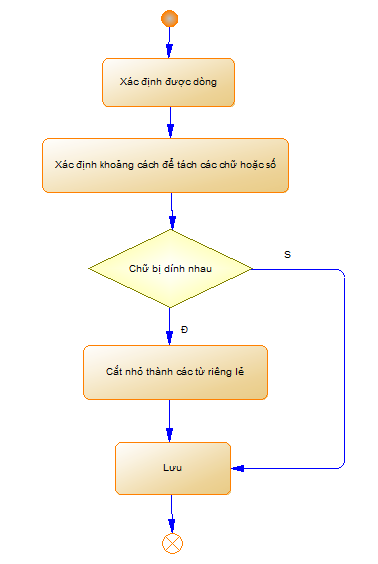 Xác định được dòng
Xác định khoảng cách để tách các chữ hoặc số
Chữ bị dính nhau
S
Đ
Cắt nhỏ thành các từ riêng lẽ
Lưu